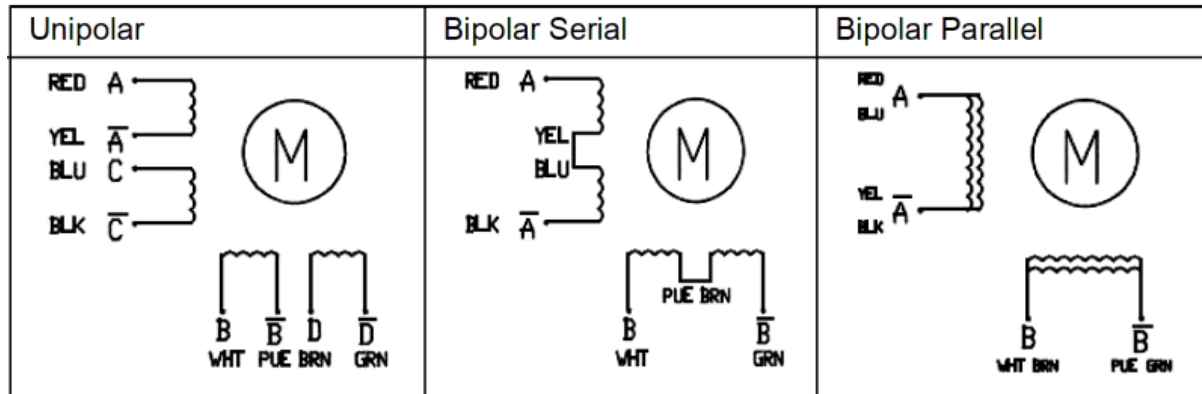 Unipolar
RED A
YEL A̅
BLU C
BLK C̅
M
B B̅ D D̅
WHT PUE BRN GRN
Bipolar Serial
RED A
YEL
BLU
BLK A̅
M
PUE BRN
B B̅
WHT GRN
Bipolar Parallel
RED
A
BLU
YEL
A̅
BLK
M
B B̅
WHT BRN PUE GRN